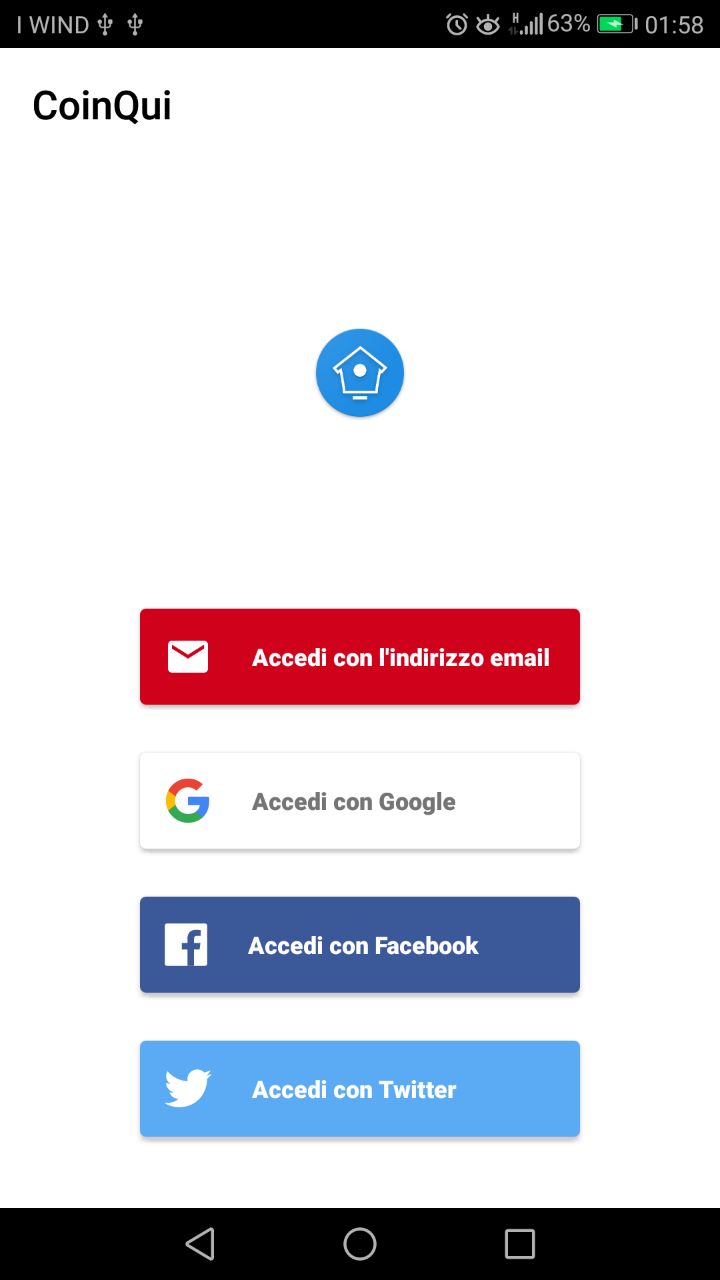 I WIND
H
63%
01:58
CoinQui
Accedi con l'indirizzo email
Accedi con Google
Accedi con Facebook
Accedi con Twitter